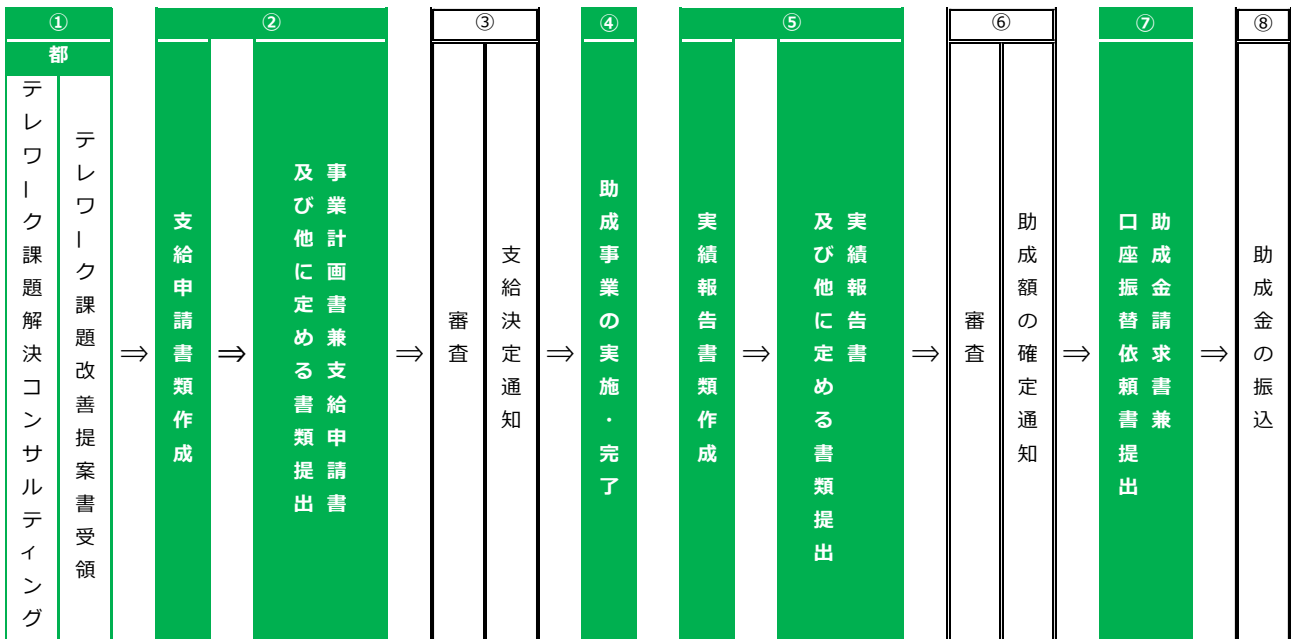 ①
都
テレワーク課題解決コンサルティング
テレワーク課題改善提案書受領
⇒
②
支給申請書類作成
⇒
事業計画書兼支給申請書
及び他に定める書類提出
⇒
③
審査
支給決定通知
⇒
④
助成事業の実施・完了
⑤
実績報告書類作成
⇒
実績報告書
及び他に定める書類提出
⇒
⑥
審査
助成額の確定通知
⇒
⑦
助成金請求書兼
口座振替依頼書提出
⇒
⑧
助成金の振込